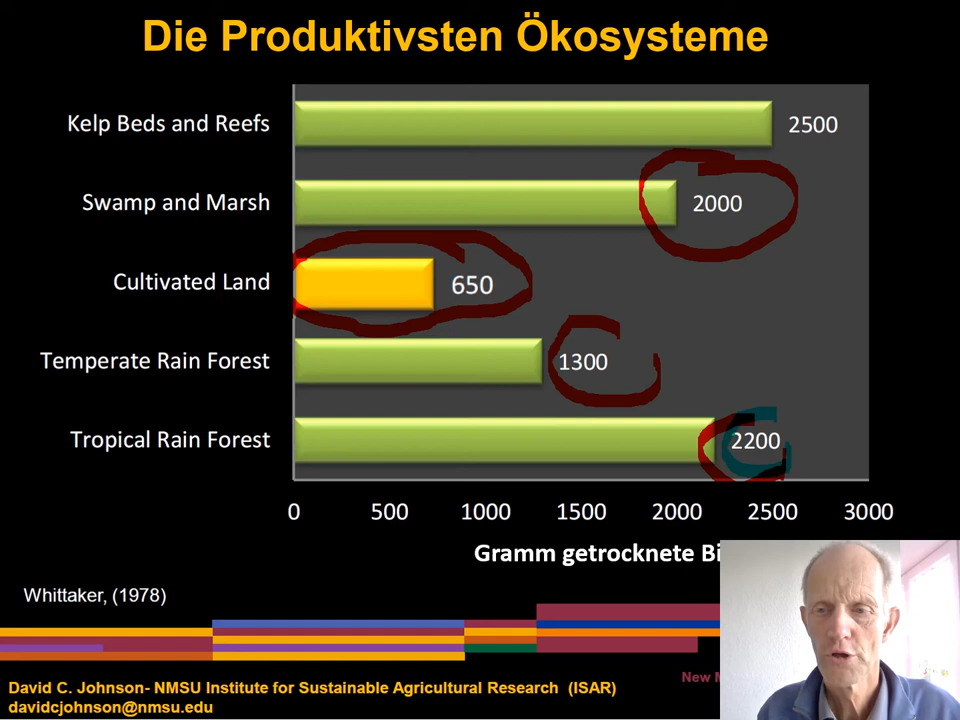 Die Produktivsten Ökosysteme
Kelp Beds and Reefs 2500
Swamp and Marsh 2000
Cultivated Land 650
Temperate Rain Forest 1300
Tropical Rain Forest 2200
0 500 1000 1500 2000 2500 3000
Gramm getrocknete
Whittaker, (1978)
New
David C. Johnson- NMSU Institute for Sustainable Agricultural Research (ISAR)
davidcjohnson@nmsu.edu